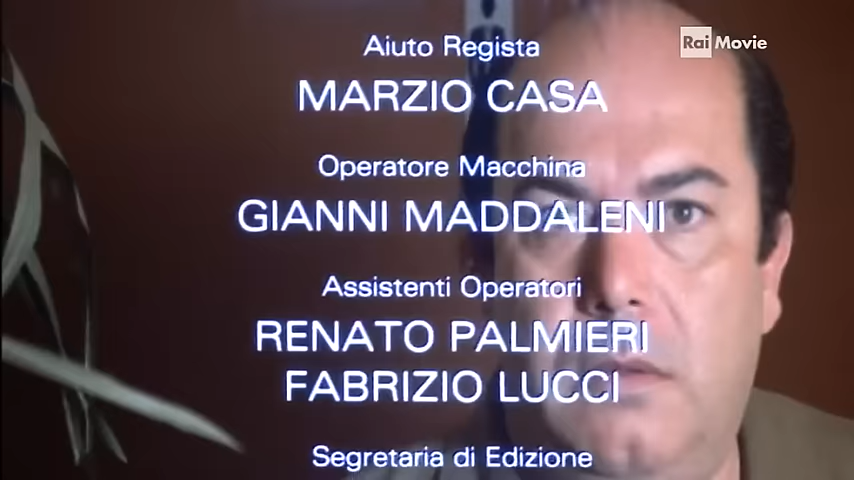 Rai Movie
Aiuto Regista
MARZIO CASA
Operatore Macchina
GIANNI MADDALENI
Assistenti Operatori
RENATO PALMIERI
FABRIZIO LUCCI
Segretaria di Edizione